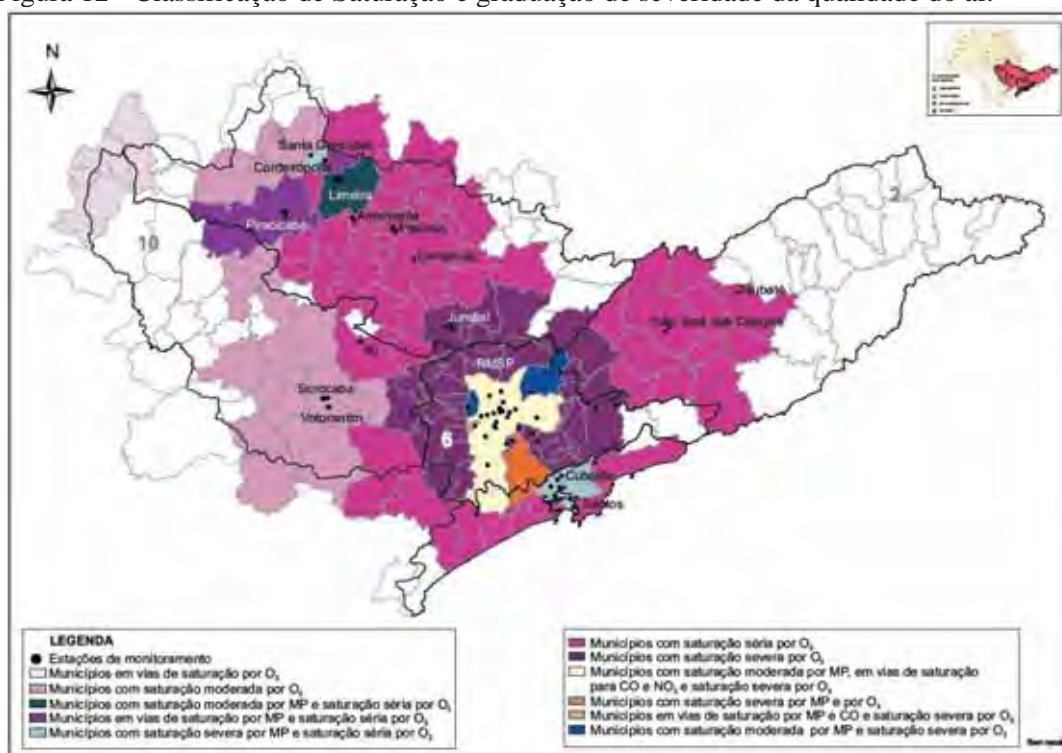 Figura 12 - Classificação de Saturação e graduação de severidade da qualidade do ar.
N
2
Santa Gertrudes
Cordeirópolis
Limeira
Piracicaba
Americana
Paulínia
10
Campinas
Jundiaí
Taubaté
São José dos Campos
Itu
RMSP
Sorocaba
Votorantim
6
Cubatão
Santos
LEGENDA
Estações de monitoramento
Municípios em vias de saturação por O3
Municípios com saturação moderada por O3
Municípios com saturação moderada por MP e saturação séria por O3
Municípios em vias de saturação por MP e saturação séria por O3
Municípios com saturação severa por MP e saturação séria por O3
Municípios com saturação séria por O3
Municípios com saturação severa por O3
Municípios com saturação moderada por MP, em vias de saturação
para CO e NO2 e saturação severa por O3
Municípios com saturação severa por MP e por O3
Municípios em vias de saturação por MP e CO e saturação severa por O3
Municípios com saturação moderada por MP e saturação severa por O3